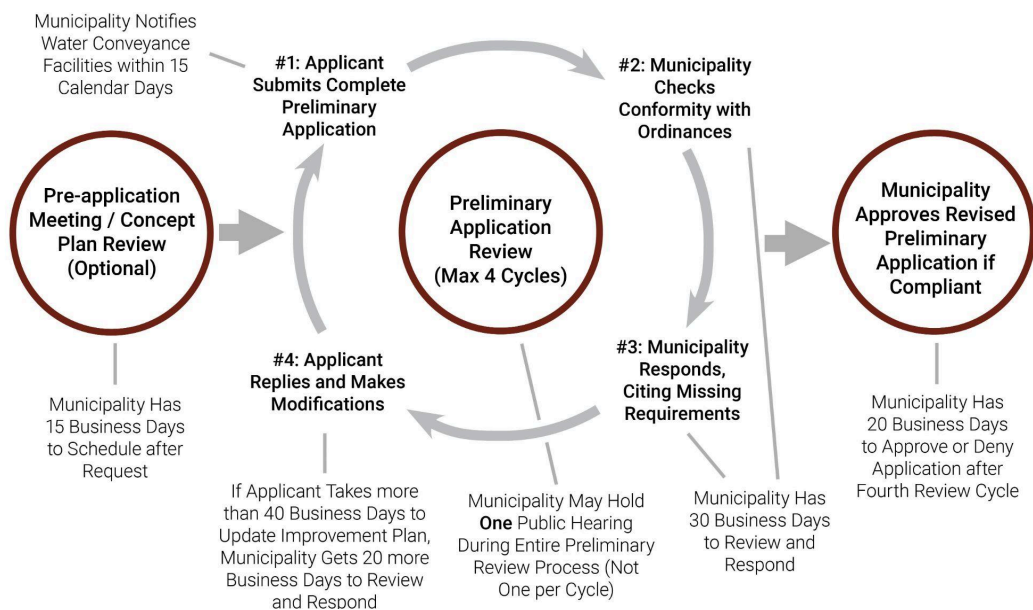 Municipality Notifies
Water Conveyance
Facilities within 15
Calendar Days
#1: Applicant
Submits Complete
Preliminary
Application
#2: Municipality
Checks
Conformity with
Ordinances
Pre-application
Meeting / Concept
Plan Review
(Optional)
Preliminary
Application
Review
(Max 4 Cycles)
Municipality
Approves Revised
Preliminary
Application if
Compliant
#4: Applicant
Replies and Makes
Modifications
#3: Municipality
Responds,
Citing Missing
Requirements
Municipality Has
15 Business Days
to Schedule after
Request
If Applicant Takes more
than 40 Business Days to
Update Improvement Plan,
Municipality Gets 20 more
Business Days to Review
and Respond
Municipality May Hold
One Public Hearing
During Entire Preliminary
Review Process (Not
One per Cycle)
Municipality Has
30 Business Days
to Review and
Respond
Municipality Has
20 Business Days
to Approve or Deny
Application after
Fourth Review Cycle